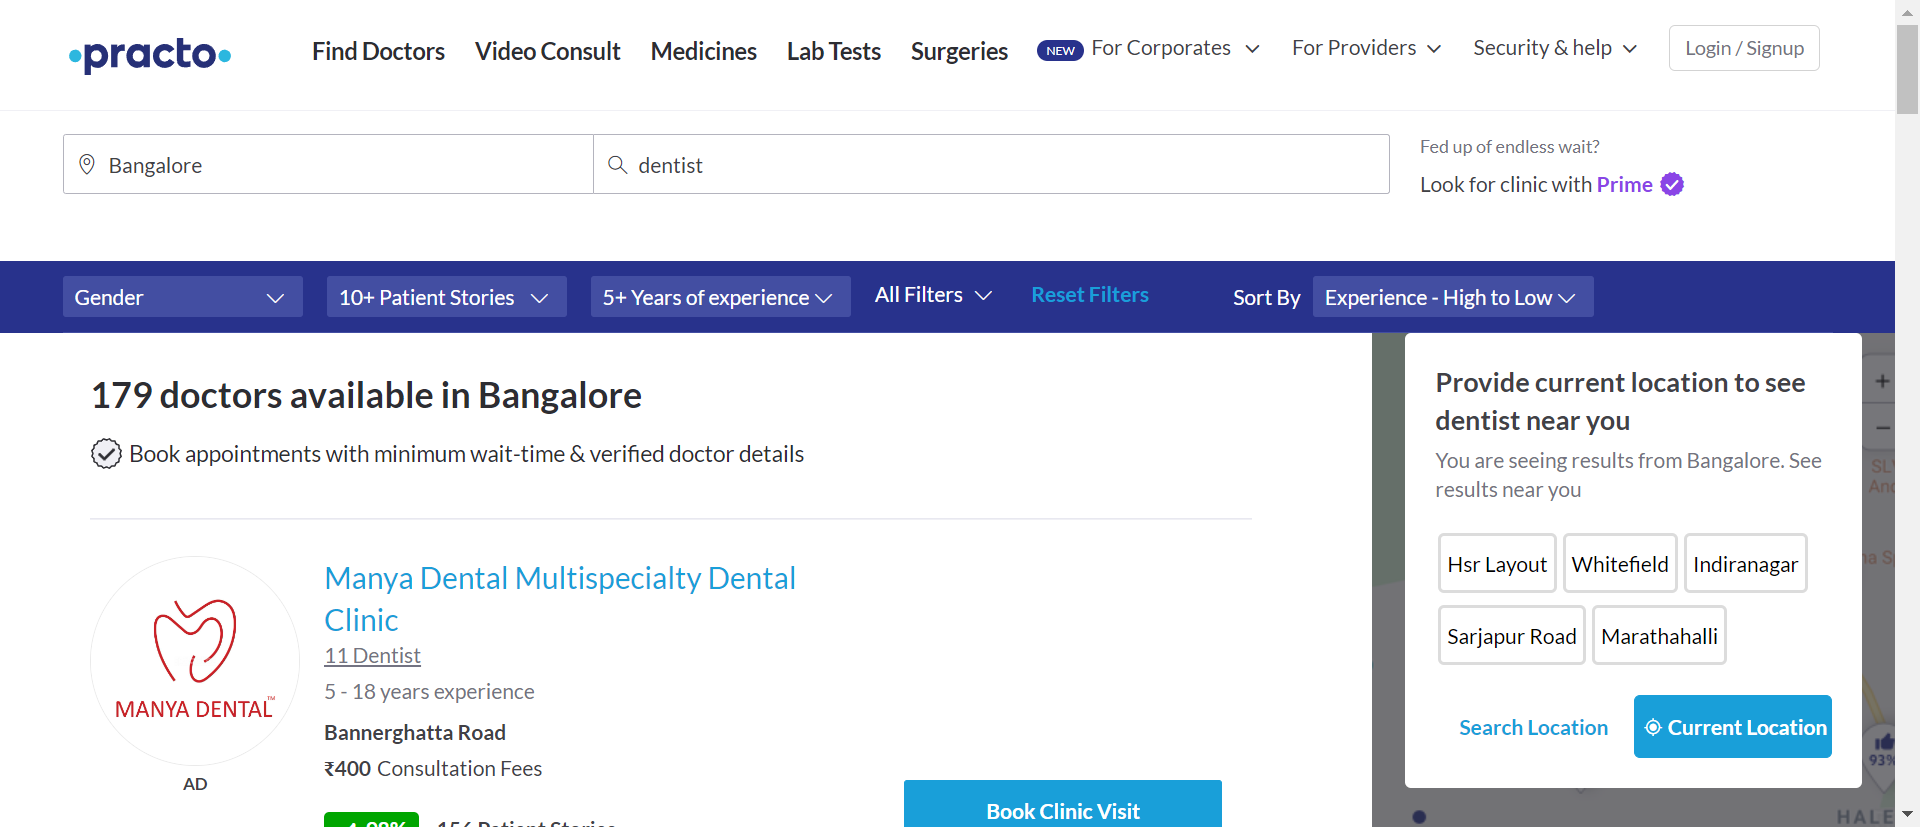 practo
Find Doctors
Video Consult
Medicines
Lab Tests
Surgeries
NEW
For Corporates
For Providers
Security & help
Login / Signup
Bangalore
dentist
Fed up of endless wait?
Look for clinic with Prime
Gender
10+ Patient Stories
5+ Years of experience
All Filters
Reset Filters
Sort By
Experience - High to Low
179 doctors available in Bangalore
Book appointments with minimum wait-time & verified doctor details
MANYA DENTAL™
AD
Manya Dental Multispecialty Dental
Clinic
11 Dentist
5 - 18 years experience
Bannerghatta Road
₹400 Consultation Fees
98%
156 Patient Stories
Book Clinic Visit
Provide current location to see
dentist near you
You are seeing results from Bangalore. See
results near you
Hsr Layout
Whitefield
Indiranagar
Sarjapur Road
Marathahalli
Search Location
Current Location
+
−
93%
HALE